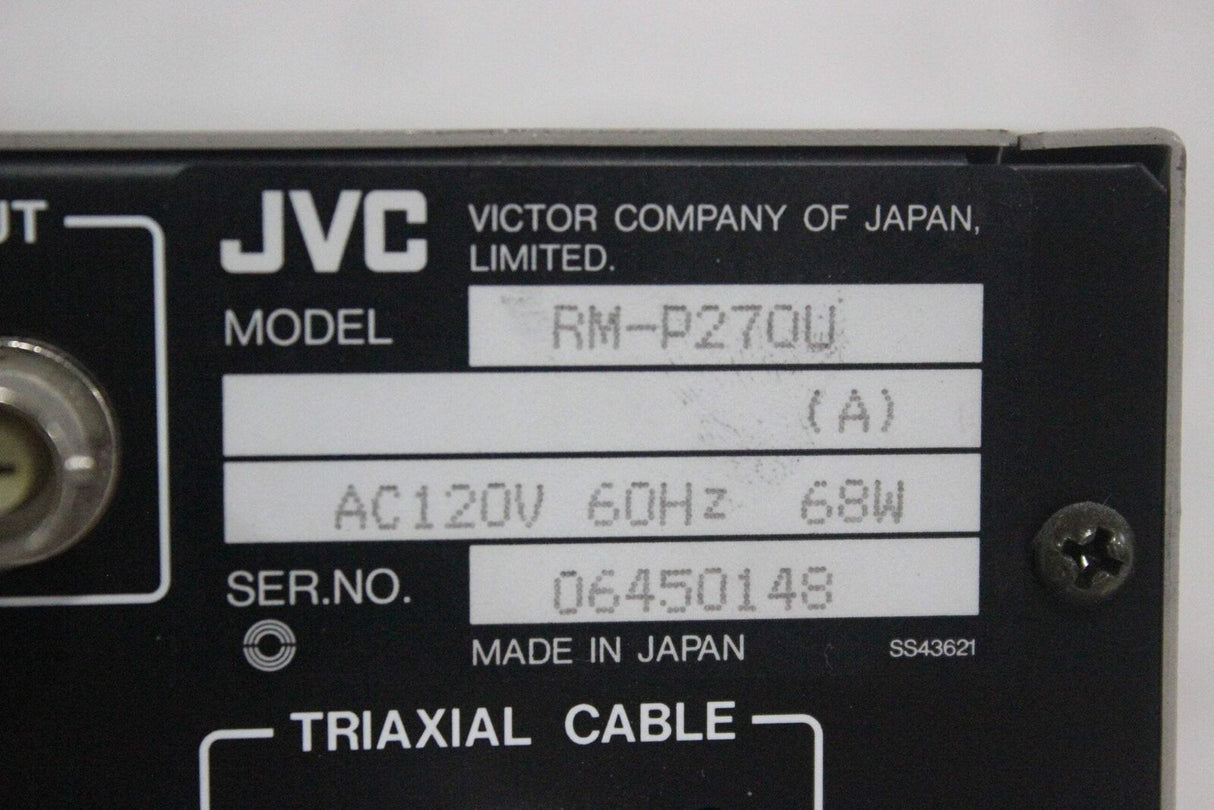 UT
JVC
VICTOR COMPANY OF JAPAN,
LIMITED.
MODEL RM-P270U
(A)
AC120V 60Hz 68W
SER.NO. 06450148
MADE IN JAPAN SS43621
TRIAXIAL CABLE